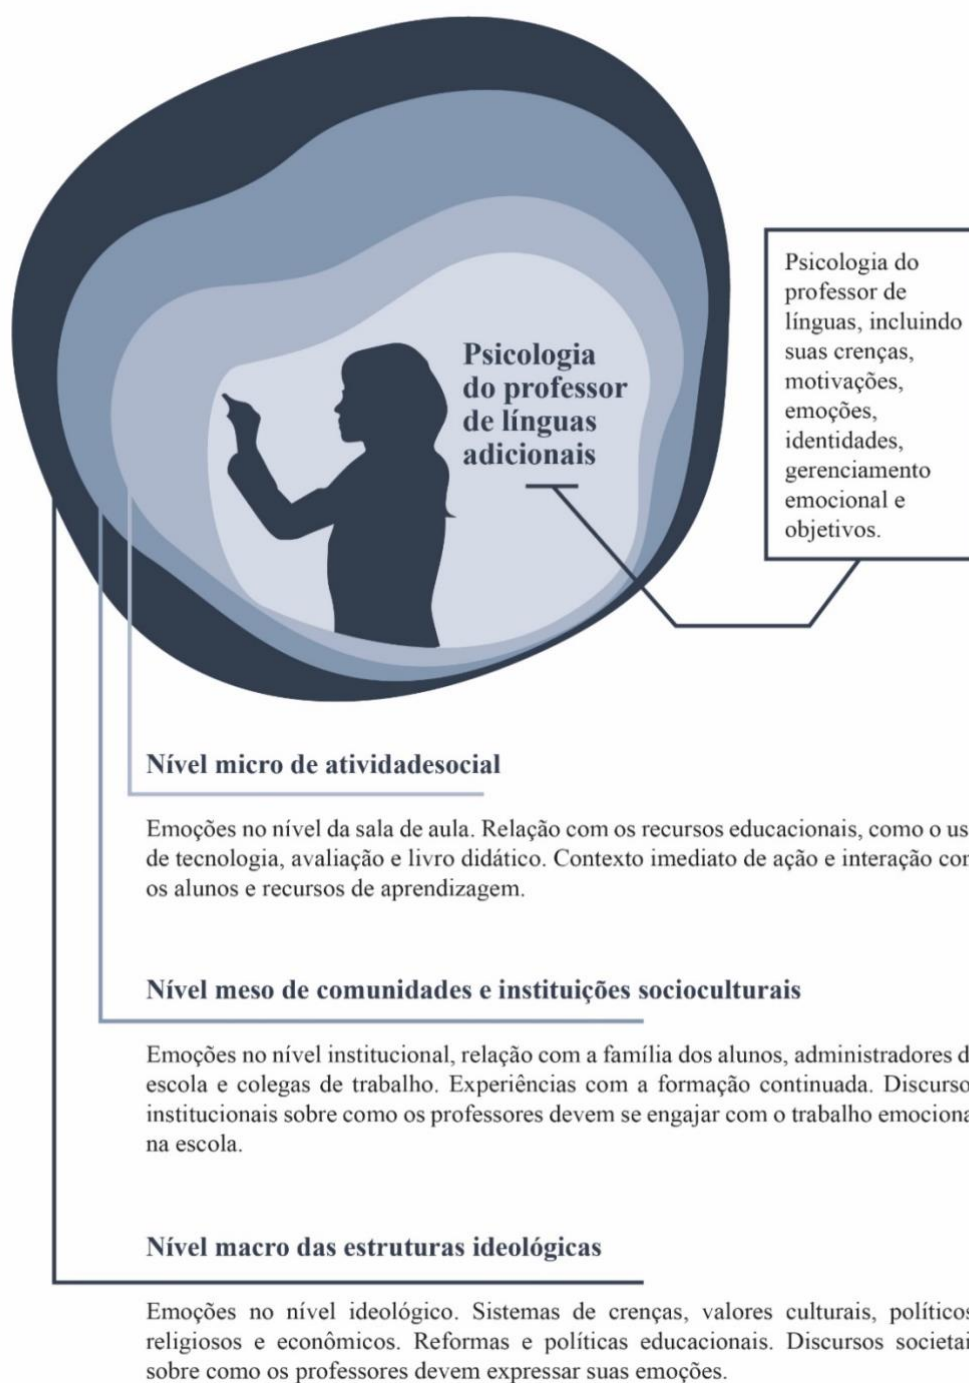 Psicologia do
professor de
línguas, incluindo
suas crenças,
motivações,
emoções,
identidades,
gerenciamento
emocional e
objetivos.
Psicologia
do professor
de línguas
adicionais
Nível micro de atividadesocial
Emoções no nível da sala de aula. Relação com os recursos educacionais, como o us
de tecnologia, avaliação e livro didático. Contexto imediato de ação e interação con
os alunos e recursos de aprendizagem.
Nível meso de comunidades e instituições socioculturais
Emoções no nível institucional, relação com a família dos alunos, administradores d
escola e colegas de trabalho. Experiências com a formação continuada. Discurso
institucionais sobre como os professores devem se engajar com o trabalho emociona
na escola.
Nível macro das estruturas ideológicas
Emoções no nível ideológico. Sistemas de crenças, valores culturais, políticos
religiosos e econômicos. Reformas e políticas educacionais. Discursos societai
sobre como os professores devem expressar suas emoções.